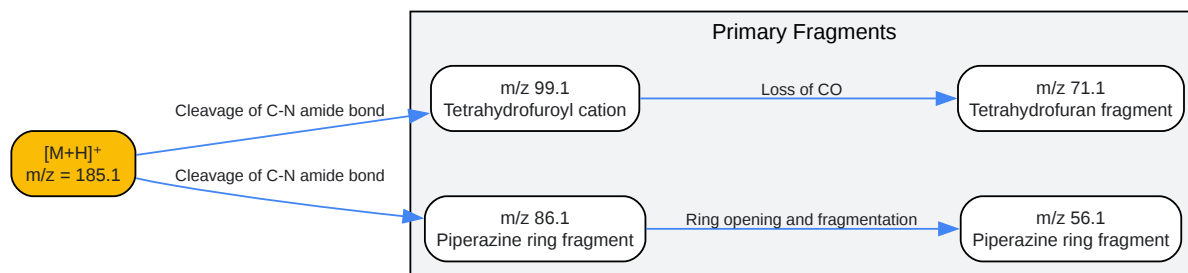 Primary Fragments
m/z 99.1
Tetrahydrofuroyl cation
Loss of CO
m/z 71.1
Tetrahydrofuran fragment
Cleavage of C-N amide bond
[M+H]⁺
m/z = 185.1
Cleavage of C-N amide bond
m/z 86.1
Piperazine ring fragment
Ring opening and fragmentation
m/z 56.1
Piperazine ring fragment